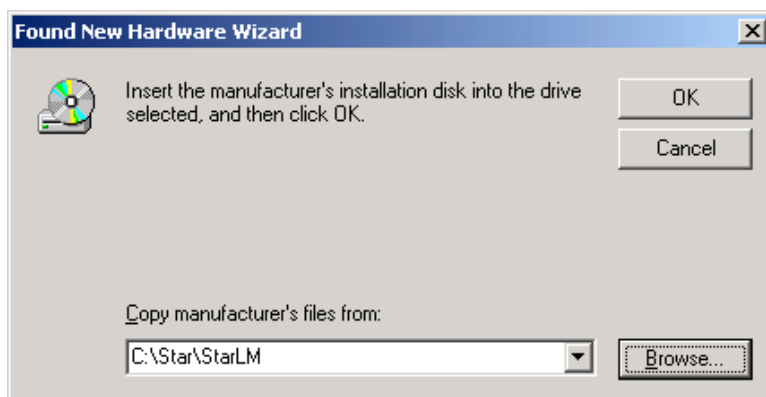 Found New Hardware Wizard
Insert the manufacturer's installation disk into the drive
selected, and then click OK.
OK
Cancel
Copy manufacturer's files from:
C:\Star\StarLM
Browse...